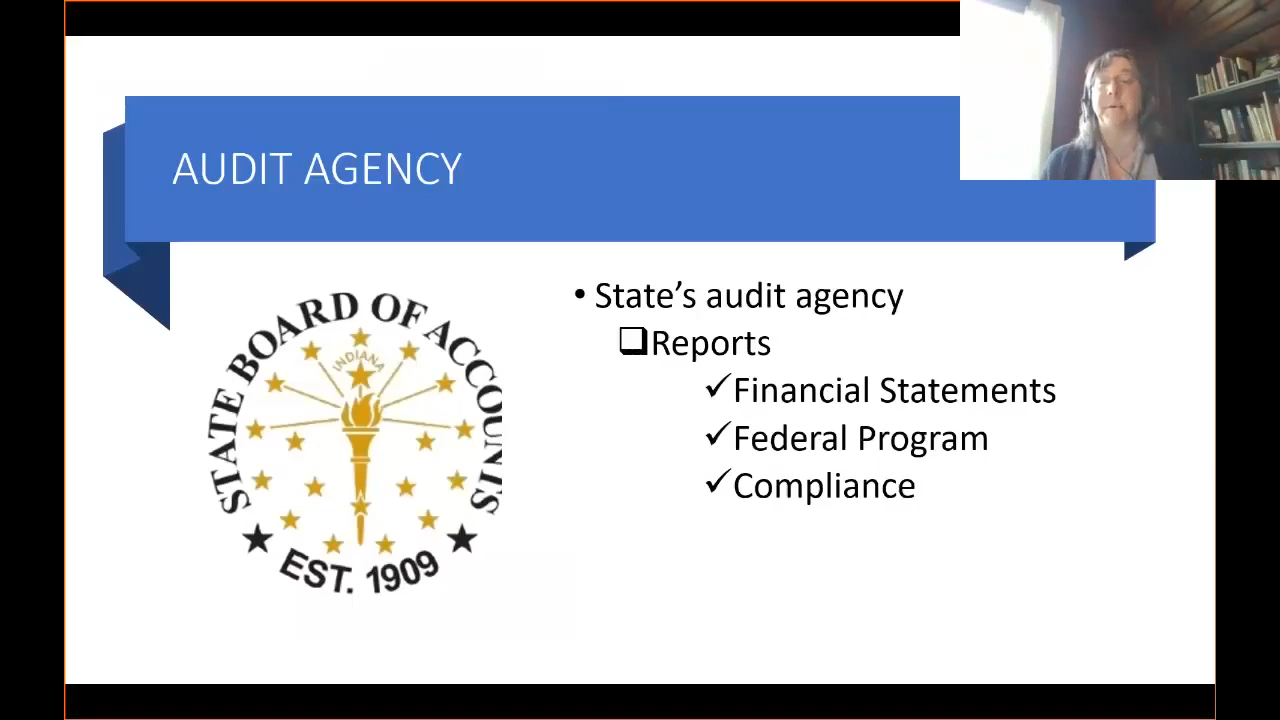 AUDIT AGENCY
STATE BOARD OF ACCOUNTS
INDIANA
EST. 1909
• State's audit agency
❑Reports
✓Financial Statements
✓Federal Program
✓Compliance